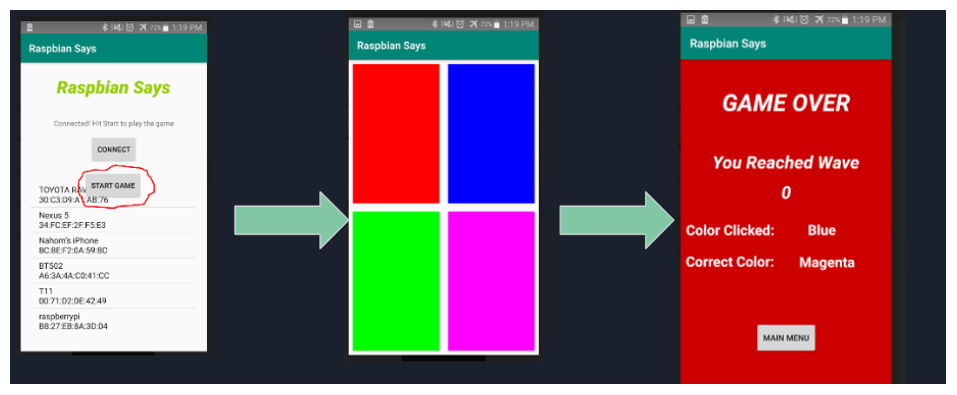 72% 1:19 PM
Raspbian Says
Raspbian Says
Connected! Hit Start to play the game
CONNECT
START GAME
TOYOTA RAV
30:C3:D9:A1:AB:76
Nexus 5
34:FC:EF:2F:F5:E3
Nahom's iPhone
BC:8E:F2:0A:59:8C
BT502
A6:3A:4A:C0:41:CC
T11
00:71:D2:DE:42:49
raspberrypi
B8:27:EB:8A:3D:04
72% 1:19 PM
Raspbian Says
72% 1:19 PM
Raspbian Says
GAME OVER
You Reached Wave
0
Color Clicked: Blue
Correct Color: Magenta
MAIN MENU